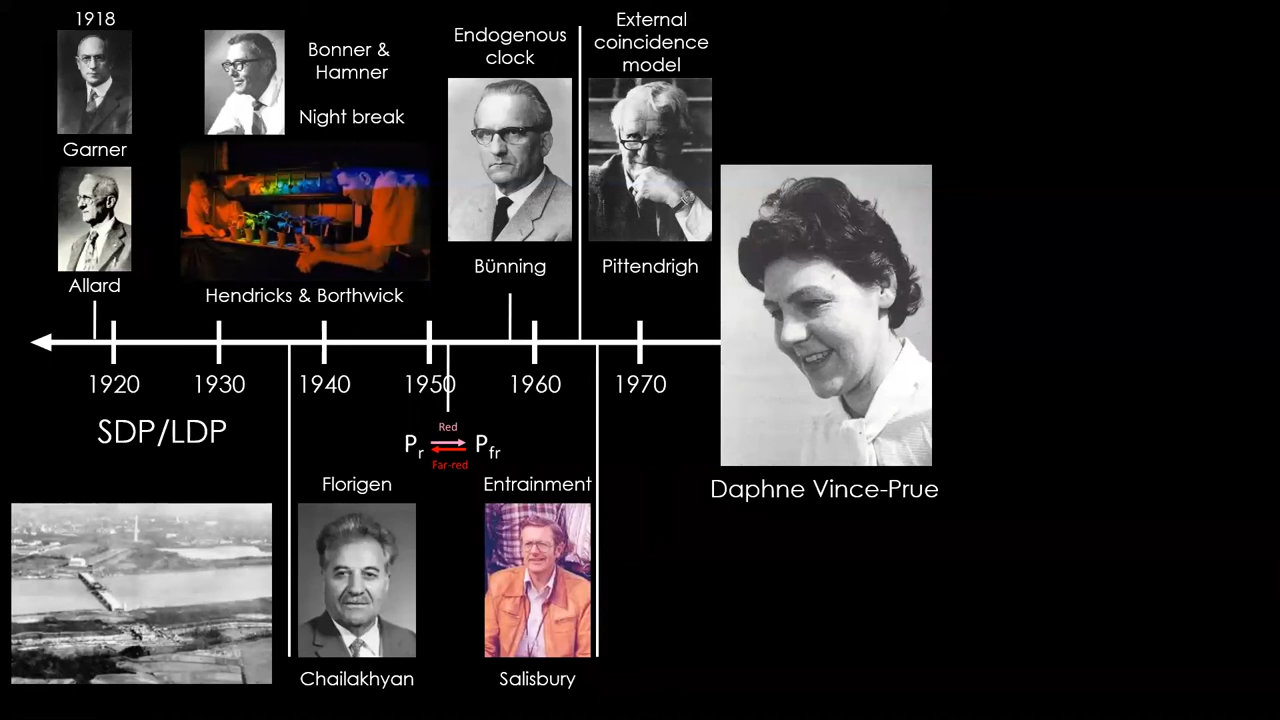 1918
Garner
Allard
Bonner &
Hamner
Night break
Hendricks & Borthwick
Endogenous
clock
Bünning
External
coincidence
model
Pittendrigh
1920
1930
1940
1950
1960
1970
SDP/LDP
Red
Pr Pfr
Far-red
Florigen
Chailakhyan
Entrainment
Salisbury
Daphne Vince-Prue